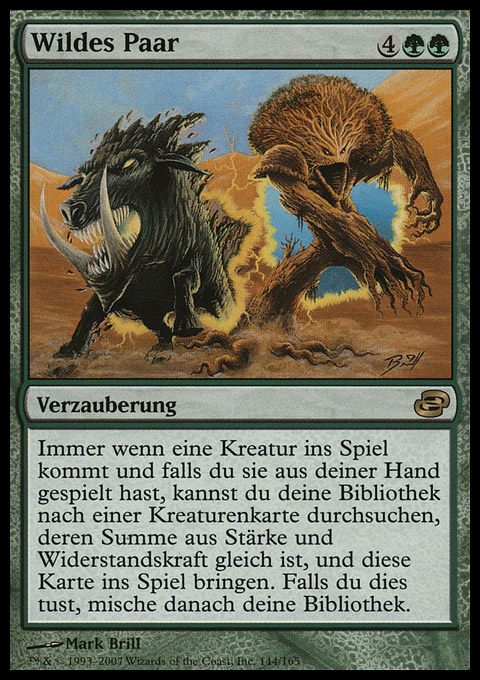 Wildes Paar 4
Verzauberung
Immer wenn eine Kreatur ins Spiel
kommt und falls du sie aus deiner Hand
gespielt hast, kannst du deine Bibliothek
nach einer Kreaturenkarte durchsuchen,
deren Summe aus Stärke und
Widerstandskraft gleich ist, und diese
Karte ins Spiel bringen. Falls du dies
tust, mische danach deine Bibliothek.
Mark Brill
™ & © 1993–2007 Wizards of the Coast, Inc. 144/165